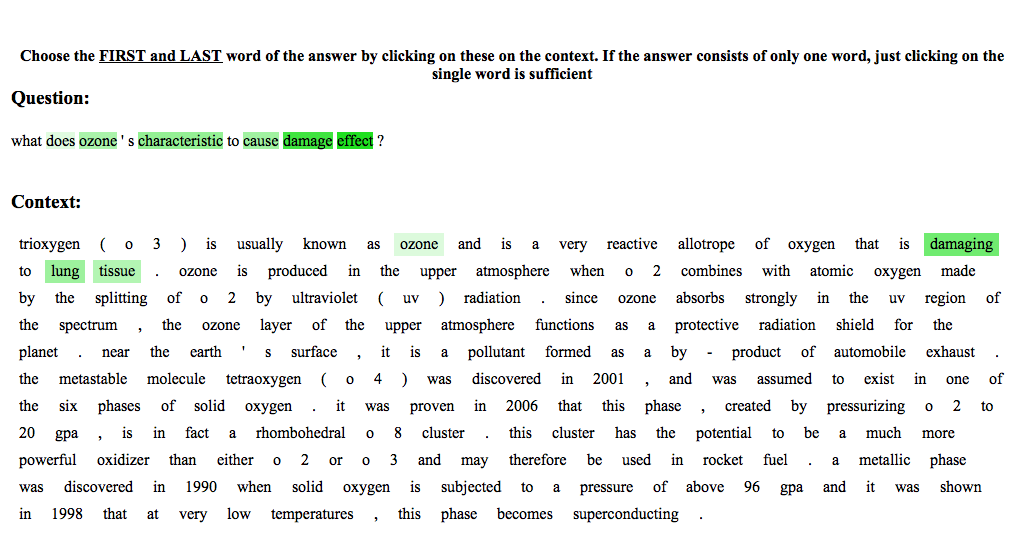 Choose the FIRST and LAST word of the answer by clicking on these on the context. If the answer consists of only one word, just clicking on the
single word is sufficient
Question:
what does ozone ' s characteristic to cause damage effect ?
Context:
trioxygen ( o 3 ) is usually known as ozone and is a very reactive allotrope of oxygen that is damaging
to lung tissue . ozone is produced in the upper atmosphere when o 2 combines with atomic oxygen made
by the splitting of o 2 by ultraviolet ( uv ) radiation . since ozone absorbs strongly in the uv region of
the spectrum , the ozone layer of the upper atmosphere functions as a protective radiation shield for the
planet . near the earth ' s surface , it is a pollutant formed as a by - product of automobile exhaust .
the metastable molecule tetraoxygen ( o 4 ) was discovered in 2001 , and was assumed to exist in one of
the six phases of solid oxygen . it was proven in 2006 that this phase , created by pressurizing o 2 to
20 gpa , is in fact a rhombohedral o 8 cluster . this cluster has the potential to be a much more
powerful oxidizer than either o 2 or o 3 and may therefore be used in rocket fuel . a metallic phase
was discovered in 1990 when solid oxygen is subjected to a pressure of above 96 gpa and it was shown
in 1998 that at very low temperatures , this phase becomes superconducting .